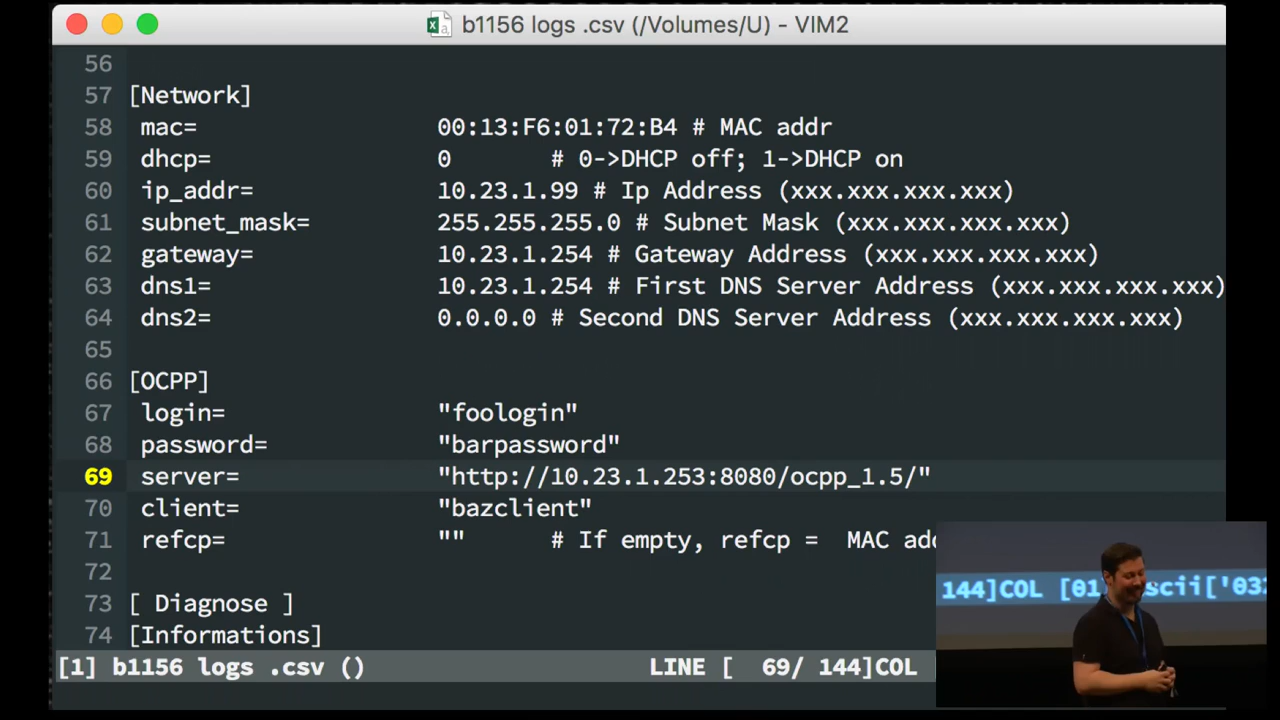 b1156 logs .csv (/Volumes/U) - VIM2
56
57 [Network]
58 mac= 00:13:F6:01:72:B4 # MAC addr
59 dhcp= 0 # 0->DHCP off; 1->DHCP on
60 ip_addr= 10.23.1.99 # Ip Address (xxx.xxx.xxx.xxx)
61 subnet_mask= 255.255.255.0 # Subnet Mask (xxx.xxx.xxx.xxx)
62 gateway= 10.23.1.254 # Gateway Address (xxx.xxx.xxx.xxx)
63 dns1= 10.23.1.254 # First DNS Server Address (xxx.xxx.xxx.xxx)
64 dns2= 0.0.0.0 # Second DNS Server Address (xxx.xxx.xxx.xxx)
65
66 [OCPP]
67 login= "foologin"
68 password= "barpassword"
69 server= "http://10.23.1.253:8080/ocpp_1.5/"
70 client= "bazclient"
71 refcp= "" # If empty, refcp = MAC add
72
73 [ Diagnose ]
74 [Informations]
[1] b1156 logs .csv () LINE [ 69/ 144]COL
144]COL [01] scii['032